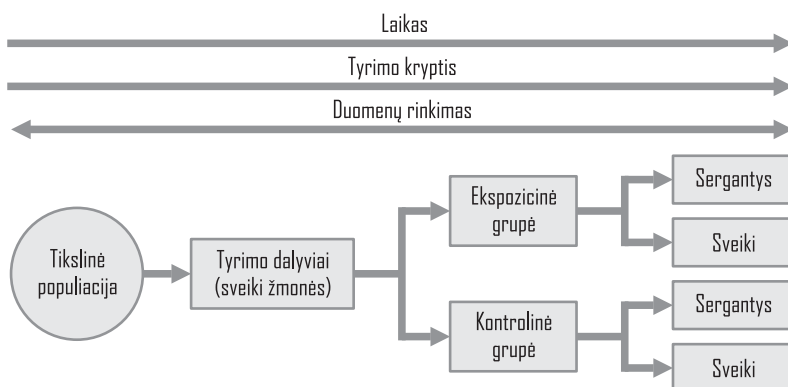 Laikas
Tyrimo kryptis
Duomenų rinkimas
Tikslinė
populiacija
Tyrimo dalyviai
(sveiki žmonės)
Ekspozicinė
grupė
Sergantys
Sveiki
Kontrolinė
grupė
Sergantys
Sveiki